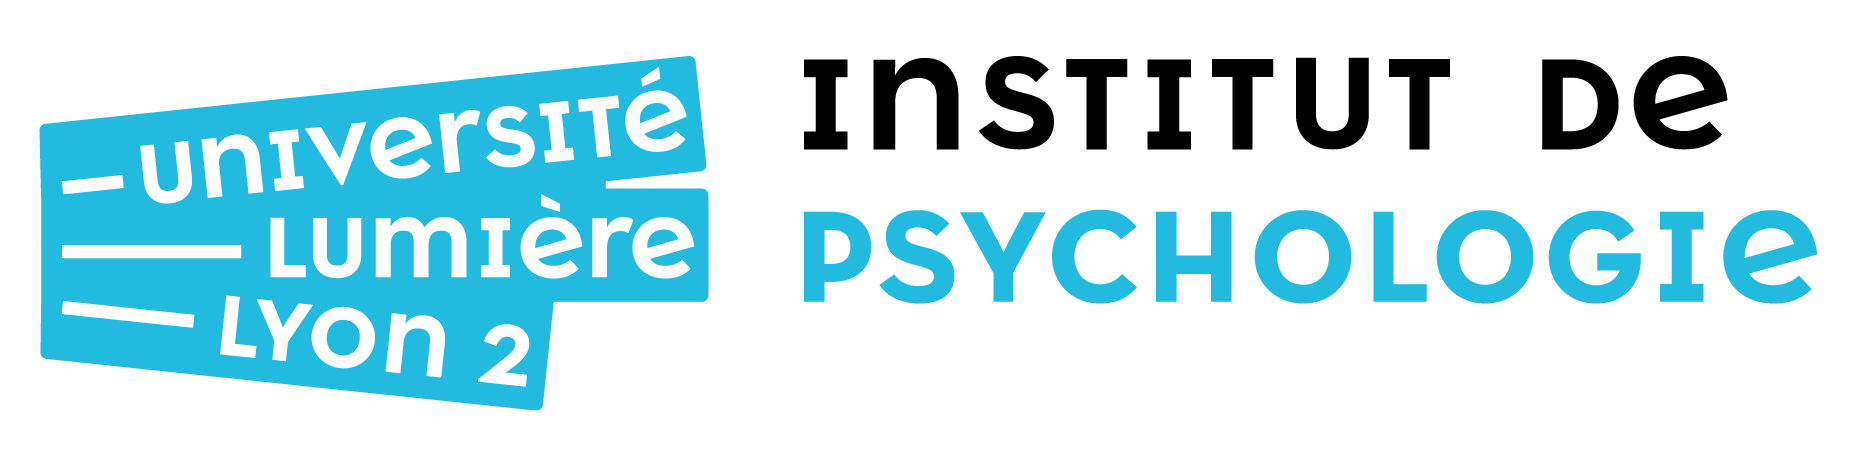 université
Lumière
Lyon 2
Institut de
Psychologie